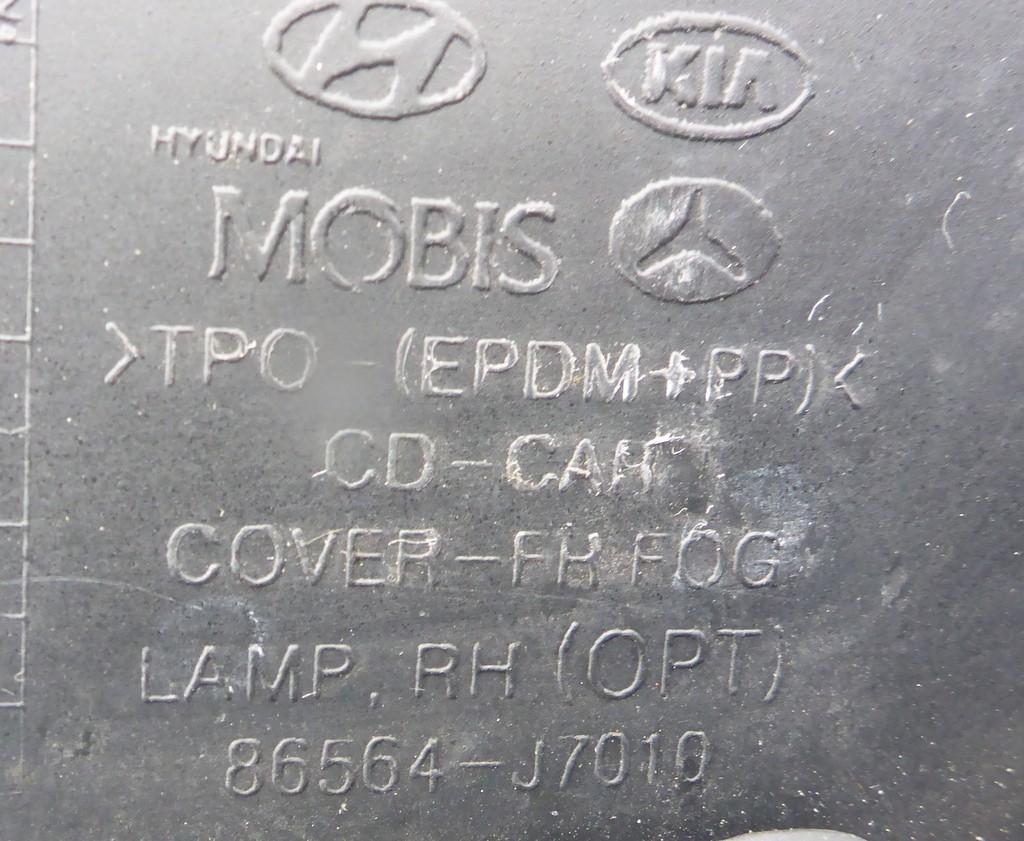 KIA
HYUNDAI
MOBIS
>TPO - (EPDM+PP)<
CD-CAR
COVER-FR FOG
LAMP, RH (OPT)
86564-J7010